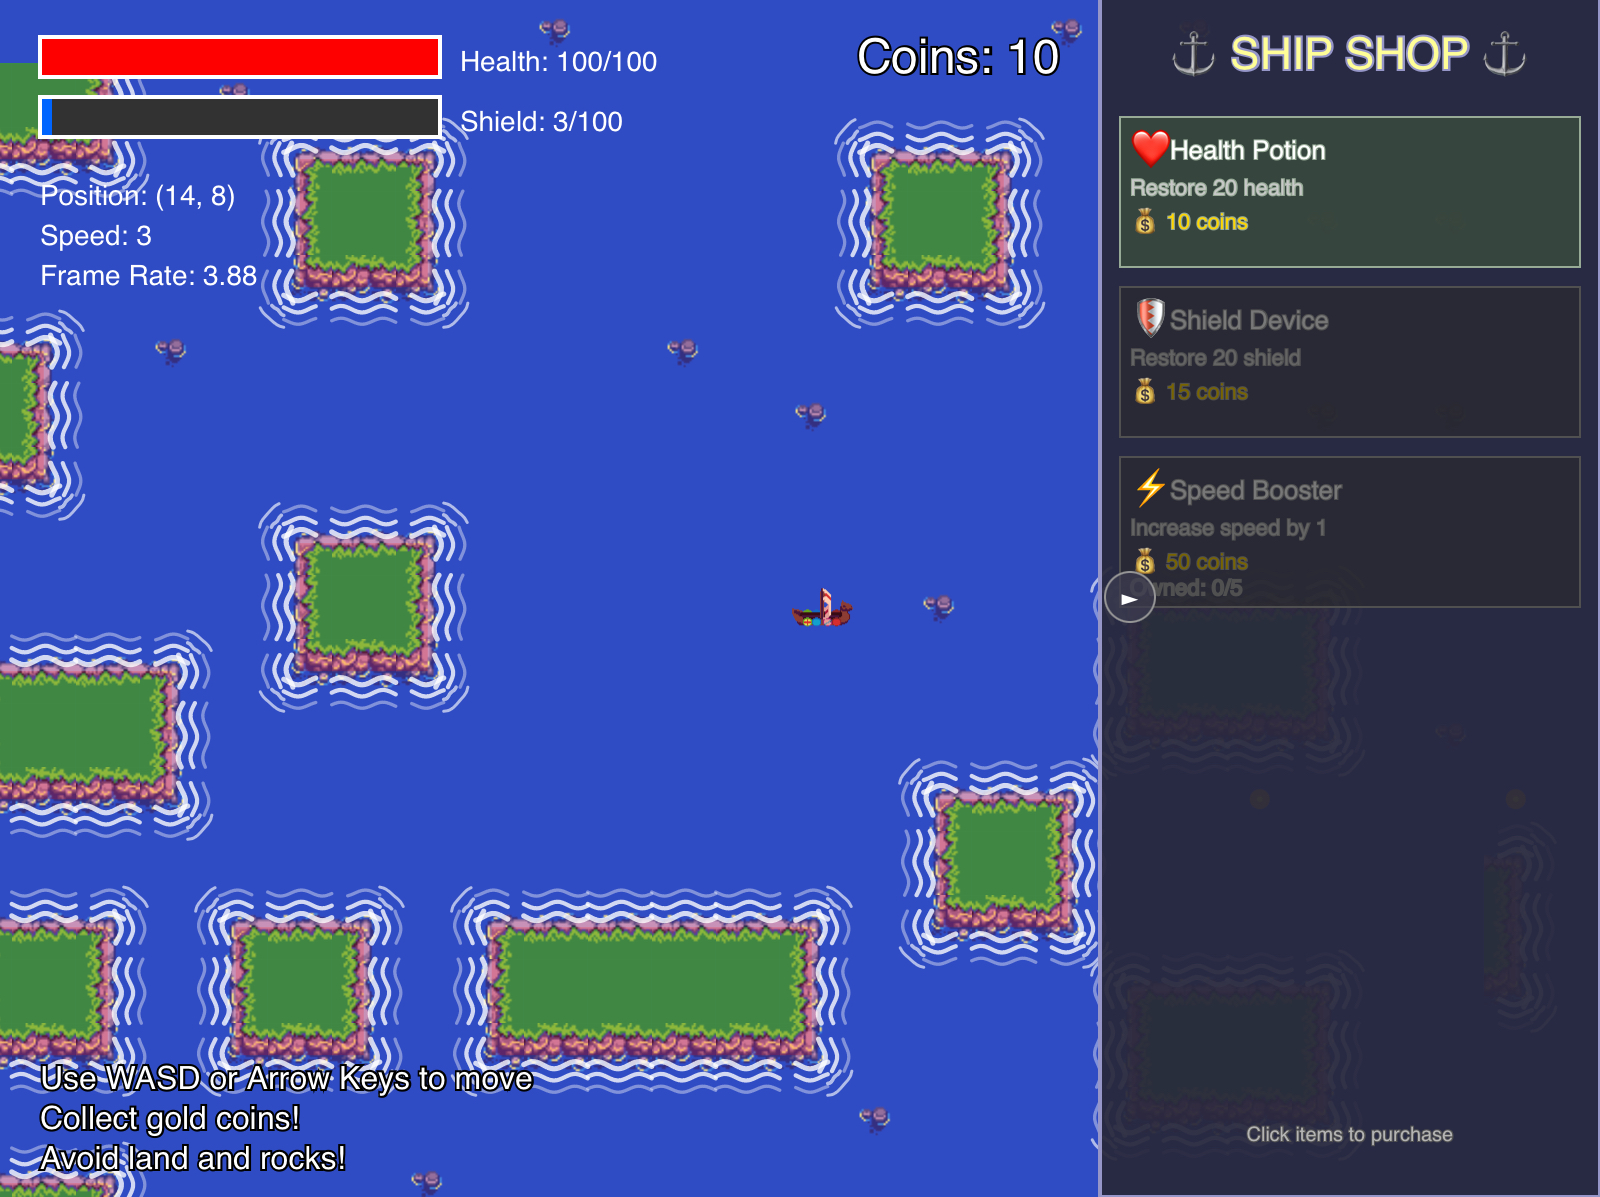 Health: 100/100
Shield: 3/100
Position: (14, 8)
Speed: 3
Frame Rate: 3.88
Coins: 10
Use WASD or Arrow Keys to move
Collect gold coins!
Avoid land and rocks!
⚓ SHIP SHOP ⚓
Health Potion
Restore 20 health
10 coins
Shield Device
Restore 20 shield
15 coins
Speed Booster
Increase speed by 1
50 coins
Owned: 0/5
Click items to purchase